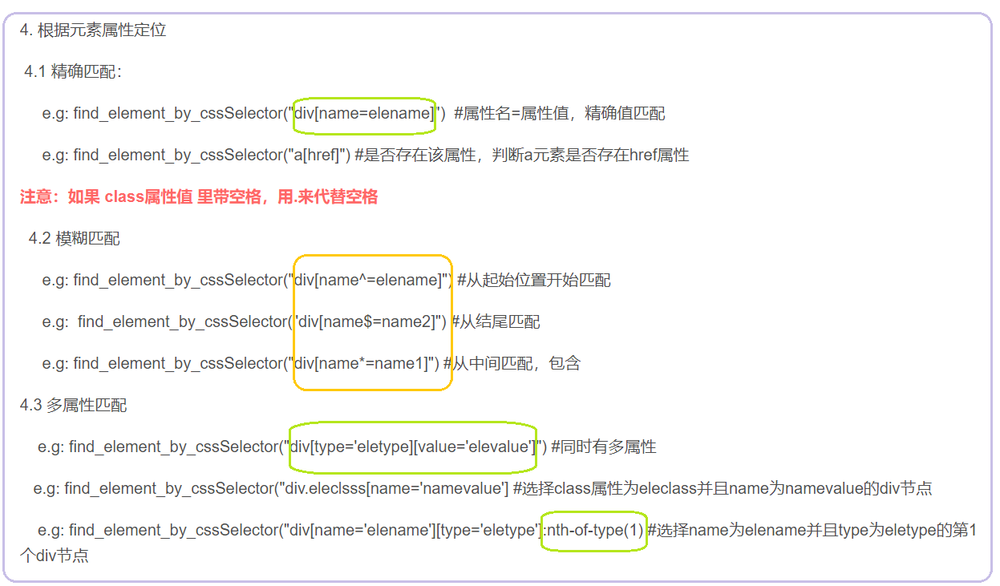 4. 根据元素属性定位
4.1 精确匹配：
e.g: find_element_by_cssSelector("div[name=elename]")  #属性名=属性值，精确值匹配
e.g: find_element_by_cssSelector("a[href]") #是否存在该属性，判断a元素是否存在href属性
注意：如果 class属性值 里带空格，用.来代替空格
4.2 模糊匹配
e.g: find_element_by_cssSelector("div[name^=elename]") #从起始位置开始匹配
e.g:  find_element_by_cssSelector("div[name$=name2]") #从结尾匹配
e.g: find_element_by_cssSelector("div[name*=name1]") #从中间匹配，包含
4.3 多属性匹配
e.g: find_element_by_cssSelector("div[type='eletype][value='elevalue']") #同时有多属性
e.g: find_element_by_cssSelector("div.eleclsss[name='namevalue'] #选择class属性为eleclass并且name为namevalue的div节点
e.g: find_element_by_cssSelector("div[name='elename'][type='eletype']:nth-of-type(1) #选择name为elename并且type为eletype的第1
个div节点